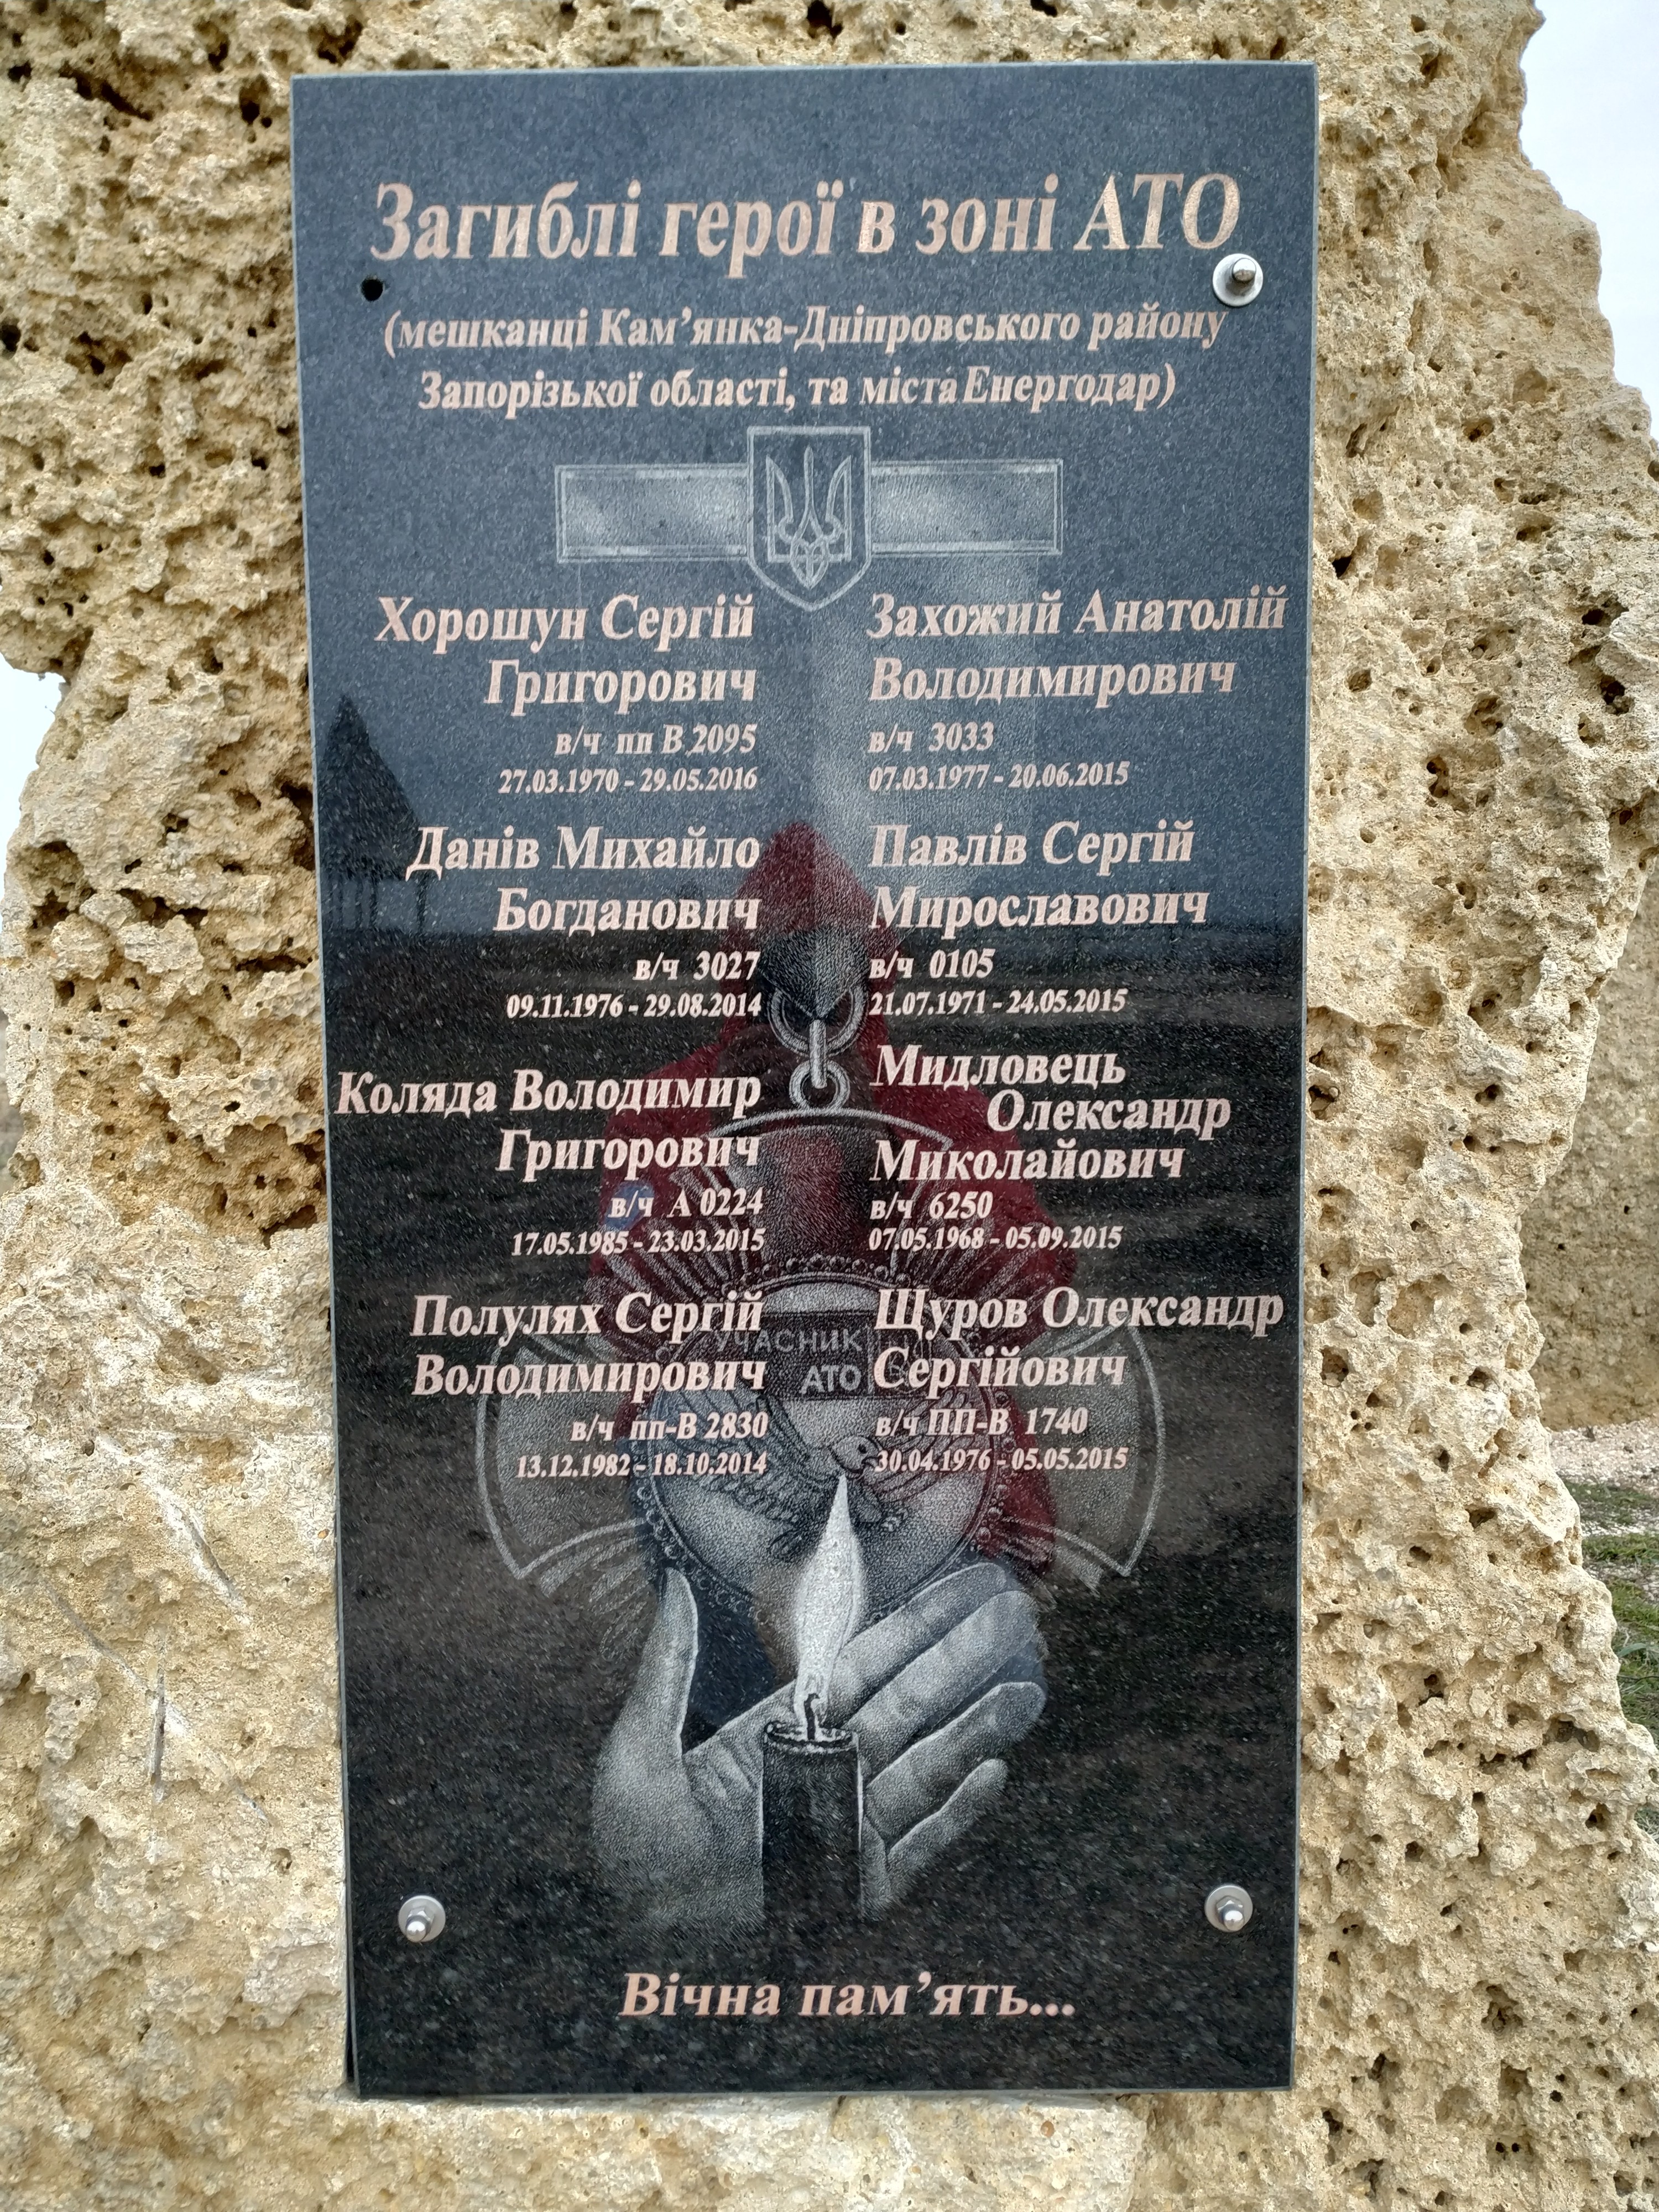 Загиблі герої в зоні АТО
(мешканці Кам’янка-Дніпровського району
Запорізької області, та міста Енергодар)
Хорошун Сергій
Григорович
в/ч пп В 2095
27.03.1970 - 29.05.2016
Захожий Анатолій
Володимирович
в/ч 3033
07.03.1977 - 20.06.2015
Данів Михайло
Богданович
в/ч 3027
09.11.1976 - 29.08.2014
Павлів Сергій
Мирославович
в/ч 0105
21.07.1971 - 24.05.2015
Коляда Володимир
Григорович
в/ч А 0224
17.05.1985 - 23.03.2015
Мидловець
Олександр
Миколайович
в/ч 6250
07.05.1968 - 05.09.2015
Полулях Сергій
Володимирович
в/ч пп-В 2830
13.12.1982 - 18.10.2014
Щуров Олександр
Сергійович
в/ч ПП-В 1740
30.04.1976 - 05.05.2015
УЧАСНИК
АТО
Вічна пам’ять...